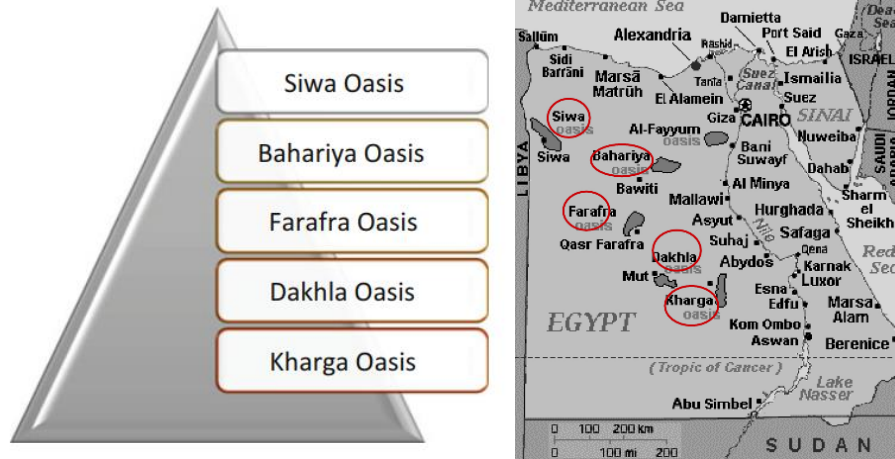 Siwa Oasis
Bahariya Oasis
Farafra Oasis
Dakhla Oasis
Kharga Oasis
Mediterranean Sea
(Dead
Sea
Damietta
Port Said
Gaza
Alexandria
Rashid
El Arish
Sallûm
Sidi
Barrâni
Marsā
Matrūh
Tanta
Suez
Canal
ISRAEL
JORDAN
El Alamein
Ismailia
Suez
Giza
CAIRO
SINAI
Siwa
oasis
Siwa
Al-Fayyum
oasis
Nuweiba
LIBYA
SAUDI
ARABIA
Bani
Suwayf
Bahariya
oasis
Dahab
Bawiti
Al Minya
Sharm
el
Sheikh
Mallawi
Hurghada
Farafra
oasis
Asyut
Nile
Safaga
Qasr Farafra
Suhaj
Qena
Red
Sea
Dakhla
oasis
Abydos
Karnak
Luxor
Mut
Esna
Edfu
Kharga
oasis
Marsa
Alam
EGYPT
Kom Ombo
Aswan
Berenice
(Tropic of Cancer)
Lake
Nasser
Abu Simbel
0 100 200 km
0 100 mi 200
SUDAN